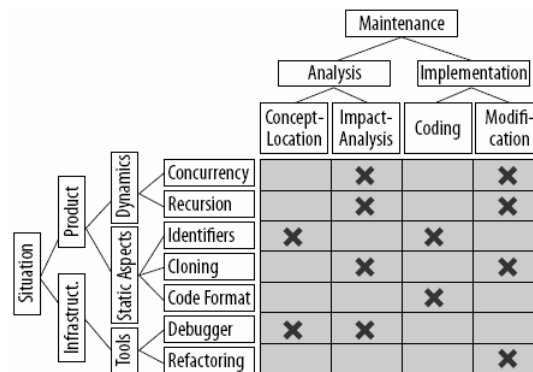 Maintenance
Analysis
Implementation
Concept-
Location
Impact-
Analysis
Coding
Modifi-
cation
Situation
Product
Infrastruct.
Dynamics
Static Aspects
Tools
Concurrency
Recursion
Identifiers
Cloning
Code Format
Debugger
Refactoring